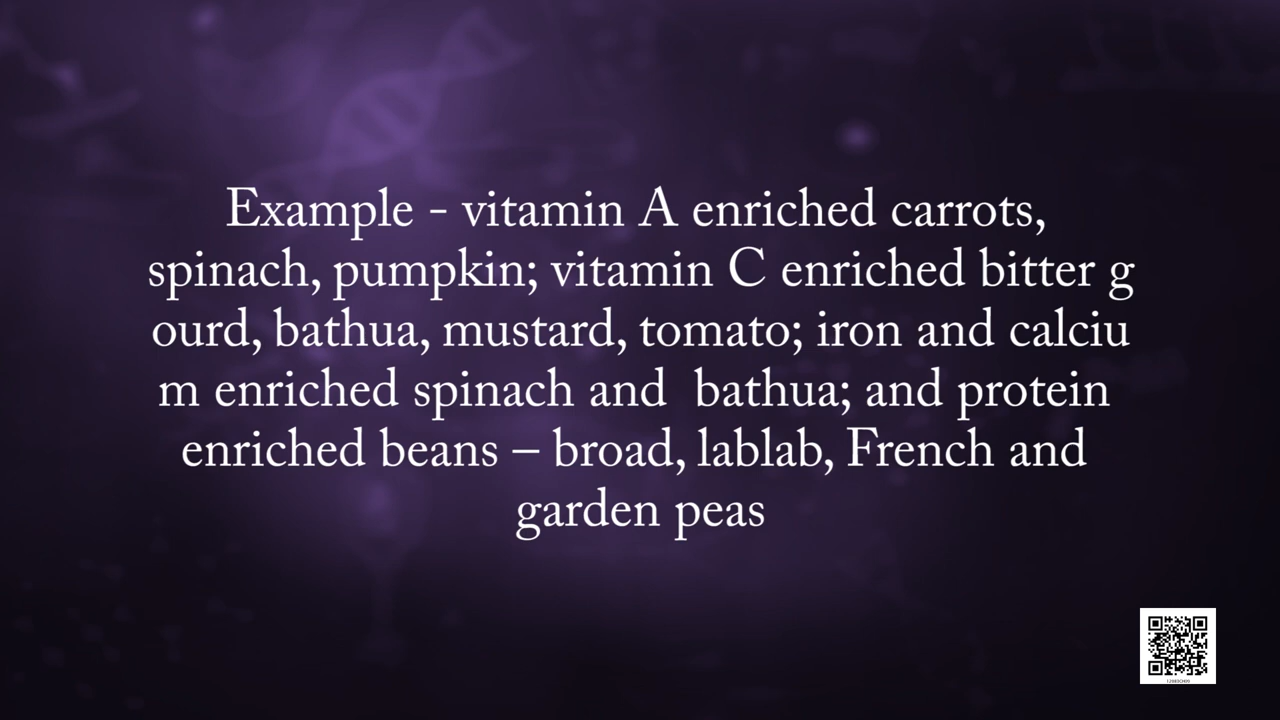 Example - vitamin A enriched carrots,
spinach, pumpkin; vitamin C enriched bitter g
ourd, bathua, mustard, tomato; iron and calciu
m enriched spinach and  bathua; and protein
enriched beans – broad, lablab, French and
garden peas